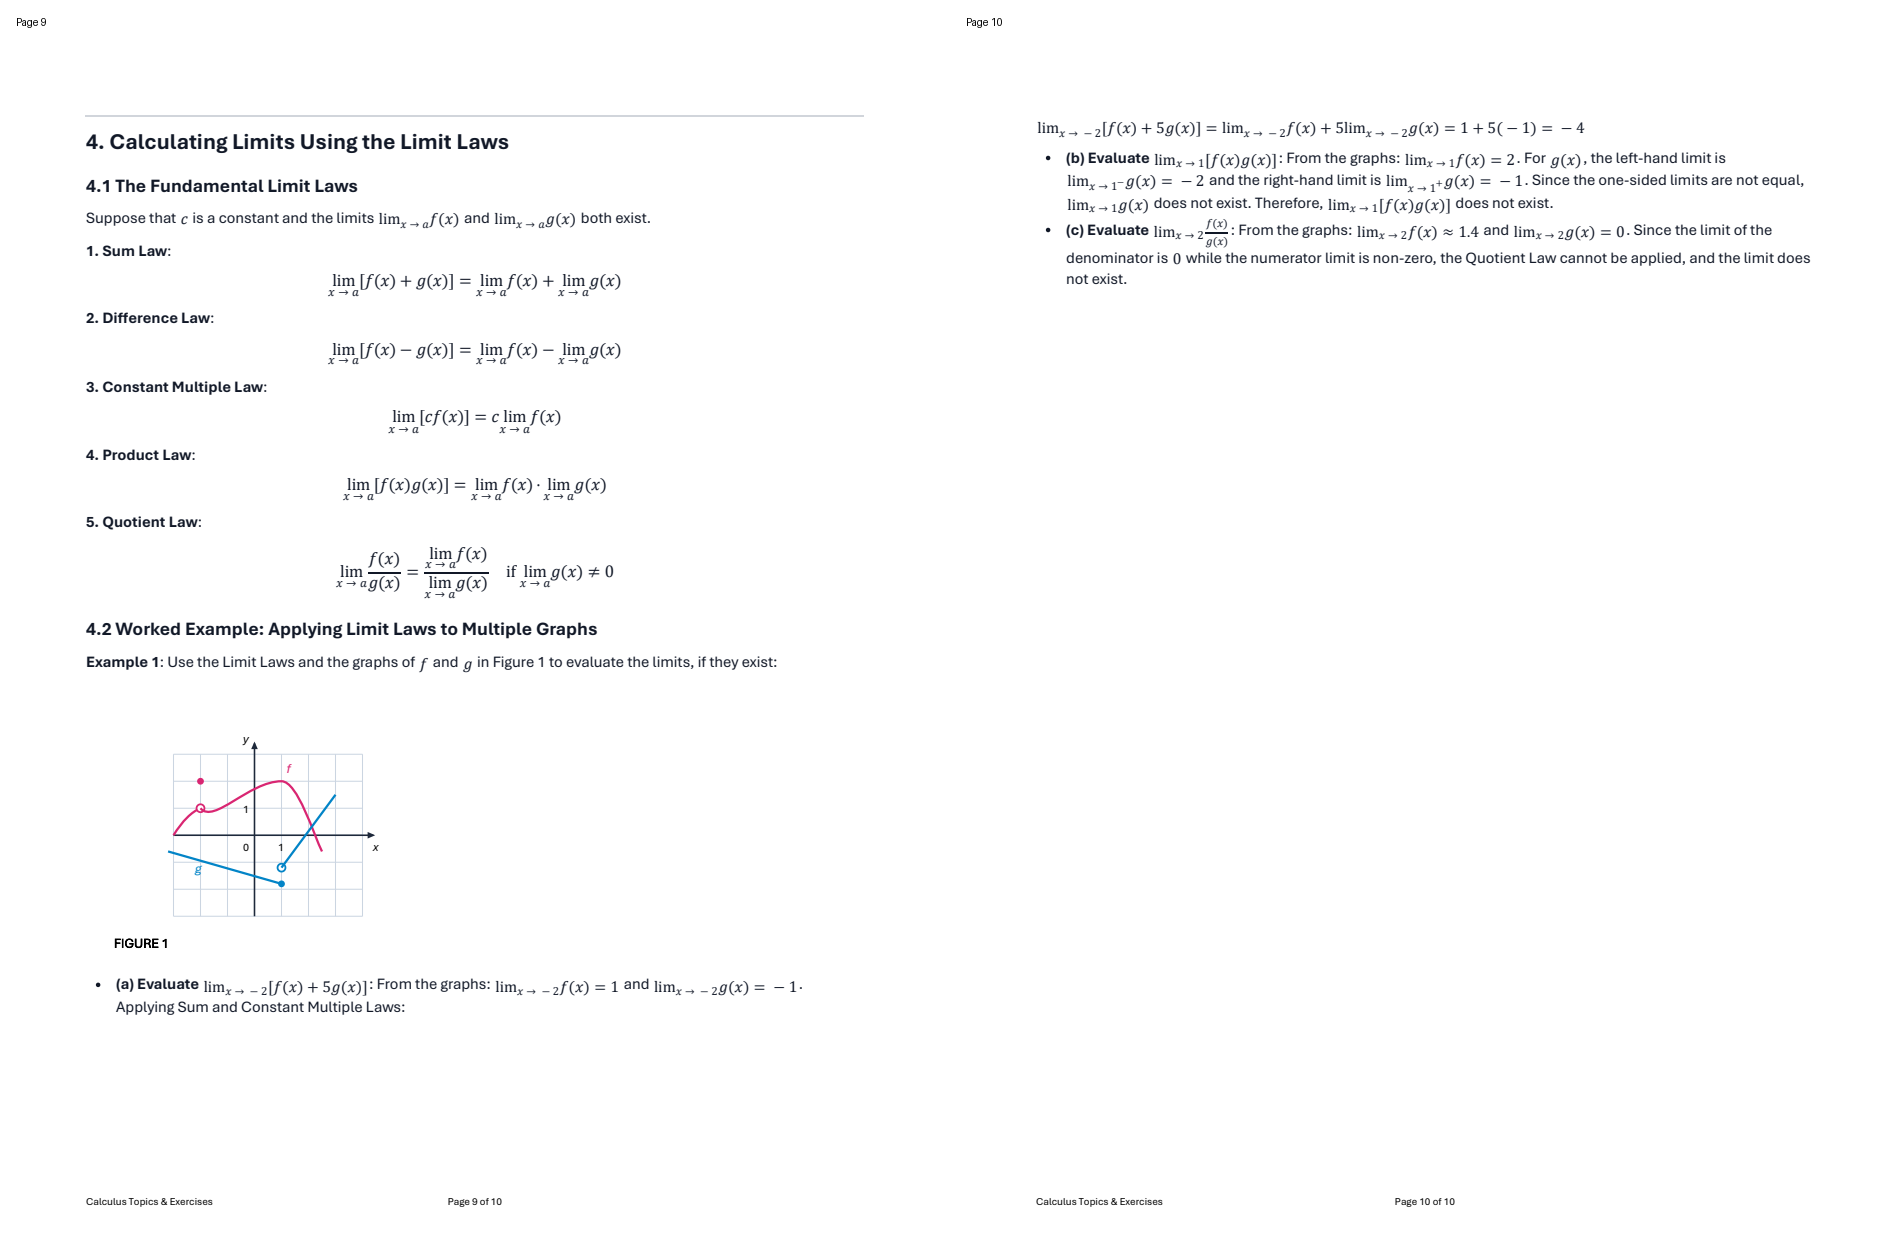 Page 9
4. Calculating Limits Using the Limit Laws
4.1 The Fundamental Limit Laws
Suppose that c is a constant and the limits lim_{x → a} f(x) and lim_{x → a} g(x) both exist.
1. Sum Law:
lim_{x → a} [f(x) + g(x)] = lim_{x → a} f(x) + lim_{x → a} g(x)
2. Difference Law:
lim_{x → a} [f(x) − g(x)] = lim_{x → a} f(x) − lim_{x → a} g(x)
3. Constant Multiple Law:
lim_{x → a} [cf(x)] = c lim_{x → a} f(x)
4. Product Law:
lim_{x → a} [f(x)g(x)] = lim_{x → a} f(x) · lim_{x → a} g(x)
5. Quotient Law:
lim_{x → a} f(x)/g(x) = lim_{x → a} f(x) / lim_{x → a} g(x) if lim_{x → a} g(x) ≠ 0
4.2 Worked Example: Applying Limit Laws to Multiple Graphs
Example 1: Use the Limit Laws and the graphs of f and g in Figure 1 to evaluate the limits, if they exist:
y
f
1
0 1 x
g
FIGURE 1
• (a) Evaluate lim_{x → −2} [f(x) + 5g(x)]: From the graphs: lim_{x → −2} f(x) = 1 and lim_{x → −2} g(x) = −1.
Applying Sum and Constant Multiple Laws:
Calculus Topics & Exercises Page 9 of 10
Page 10
lim_{x → −2} [f(x) + 5g(x)] = lim_{x → −2} f(x) + 5lim_{x → −2} g(x) = 1 + 5(−1) = −4
• (b) Evaluate lim_{x → 1} [f(x)g(x)]: From the graphs: lim_{x → 1} f(x) = 2. For g(x), the left-hand limit is
lim_{x → 1⁻} g(x) = −2 and the right-hand limit is lim_{x → 1⁺} g(x) = −1. Since the one-sided limits are not equal,
lim_{x → 1} g(x) does not exist. Therefore, lim_{x → 1} [f(x)g(x)] does not exist.
• (c) Evaluate lim_{x → 2} f(x)/g(x): From the graphs: lim_{x → 2} f(x) ≈ 1.4 and lim_{x → 2} g(x) = 0. Since the limit of the
denominator is 0 while the numerator limit is non-zero, the Quotient Law cannot be applied, and the limit does
not exist.
Calculus Topics & Exercises Page 10 of 10